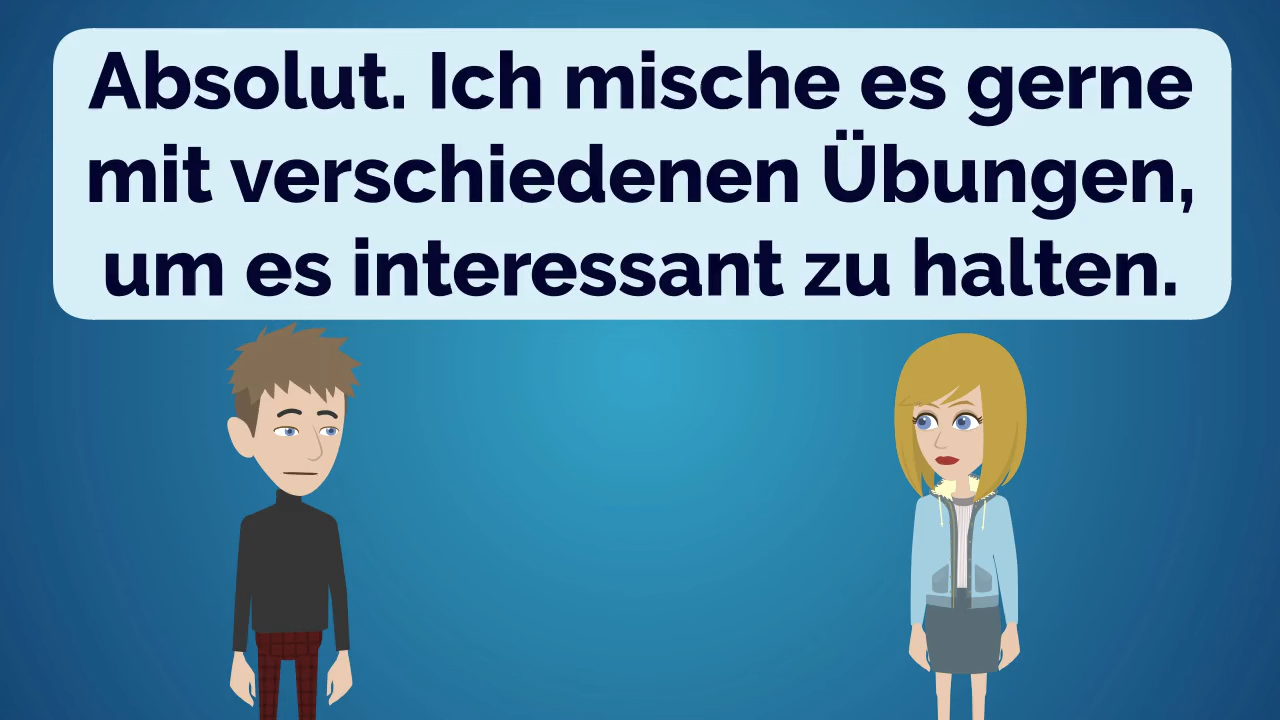 Absolut. Ich mische es gerne
mit verschiedenen Übungen,
um es interessant zu halten.